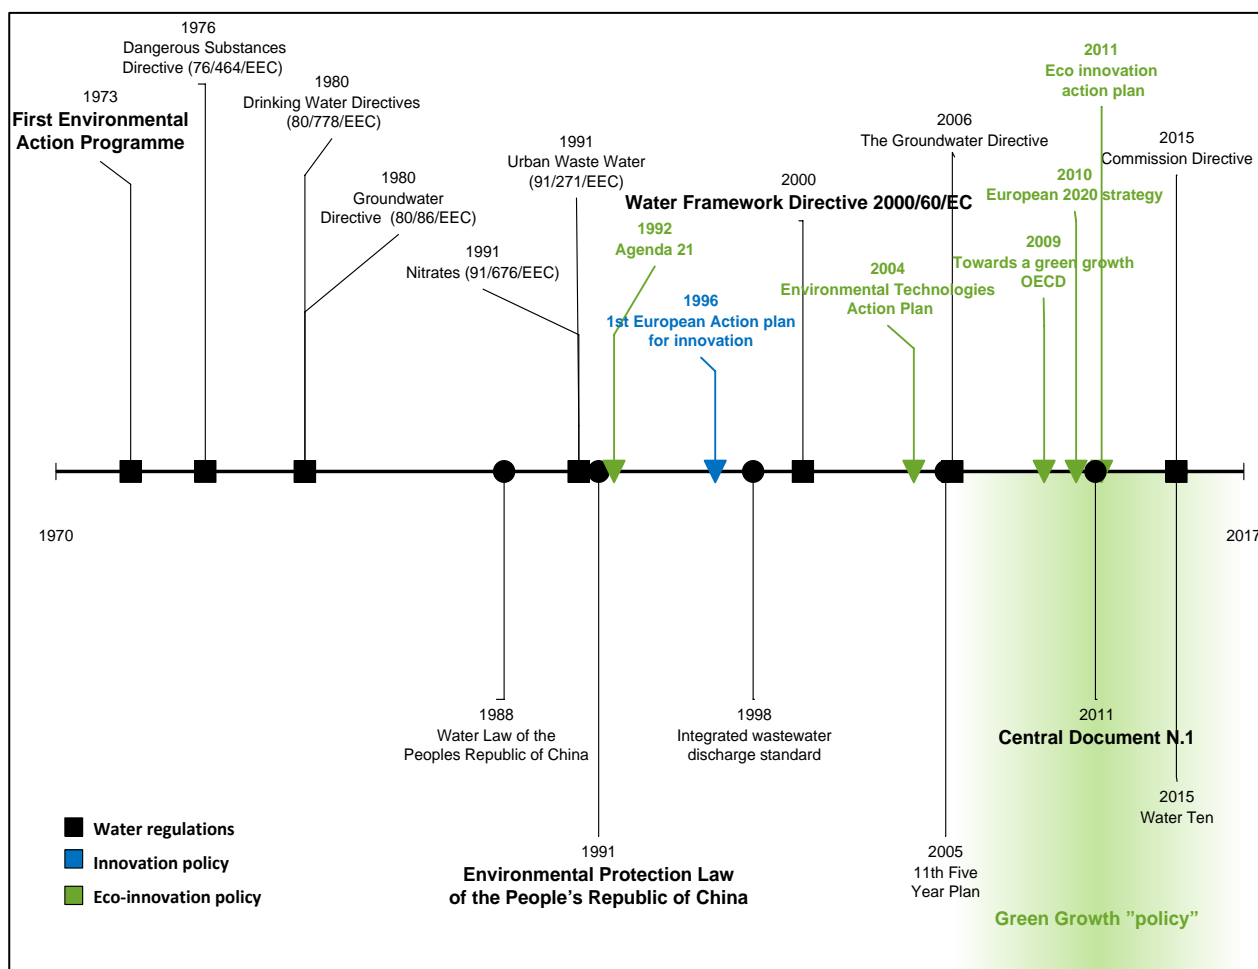 1976
Dangerous Substances
Directive (76/464/EEC)
1973
First Environmental
Action Programme
1980
Drinking Water Directives
(80/778/EEC)
1980
Groundwater
Directive  (80/86/EEC)
1991
Urban Waste Water
(91/271/EEC)
1991
Nitrates (91/676/EEC)
1992
Agenda 21
1996
1st European Action plan
for innovation
2000
Water Framework Directive 2000/60/EC
2004
Environmental Technologies
Action Plan
2006
The Groundwater Directive
2009
Towards a green growth
OECD
2010
European 2020 strategy
2011
Eco innovation
action plan
2015
Commission Directive
1970
2017
1988
Water Law of the
Peoples Republic of China
1991
Environmental Protection Law
of the People’s Republic of China
1998
Integrated wastewater
discharge standard
2005
11th Five
Year Plan
2011
Central Document N.1
2015
Water Ten
Green Growth ”policy”
Water regulations
Innovation policy
Eco-innovation policy